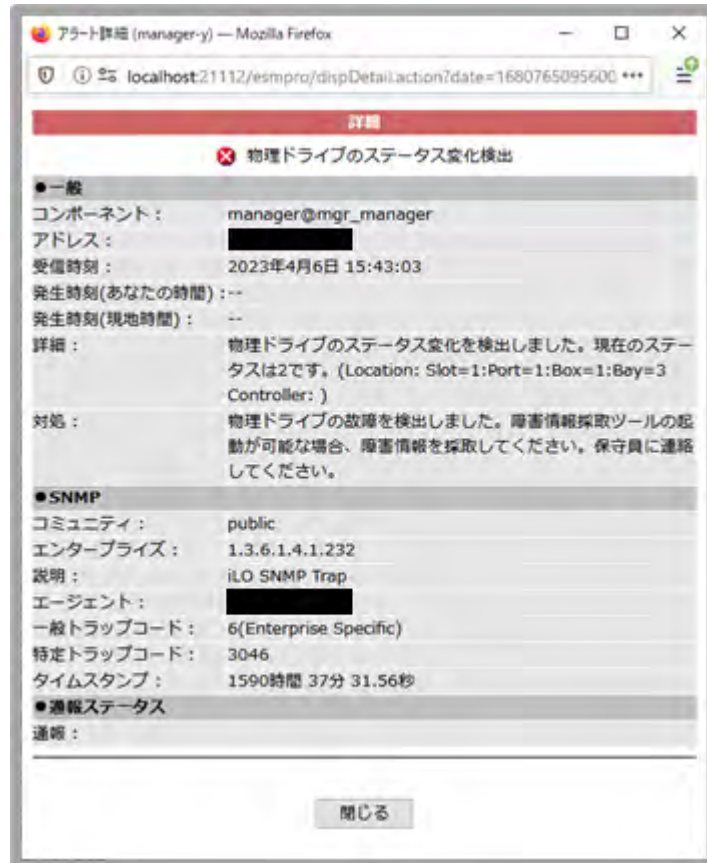 アラート詳細 (manager-y) — Mozilla Firefox
localhost:21112/esmpro/dispDetail.action?date=1680765095600 •••
詳細
物理ドライブのステータス変化検出
●一般
コンポーネント： manager@mgr_manager
アドレス：
受信時刻： 2023年4月6日 15:43:03
発生時刻(あなたの時間)：--
発生時刻(現地時間)： --
詳細： 物理ドライブのステータス変化を検出しました。現在のステー
タスは2です。(Location: Slot=1:Port=1:Box=1:Bay=3
Controller: )
対処： 物理ドライブの故障を検出しました。障害情報採取ツールの起
動が可能な場合、障害情報を採取してください。保守員に連絡
してください。
●SNMP
コミュニティ： public
エンタープライズ： 1.3.6.1.4.1.232
説明： iLO SNMP Trap
エージェント：
一般トラップコード： 6(Enterprise Specific)
特定トラップコード： 3046
タイムスタンプ： 1590時間 37分 31.56秒
●通報ステータス
通報：
閉じる